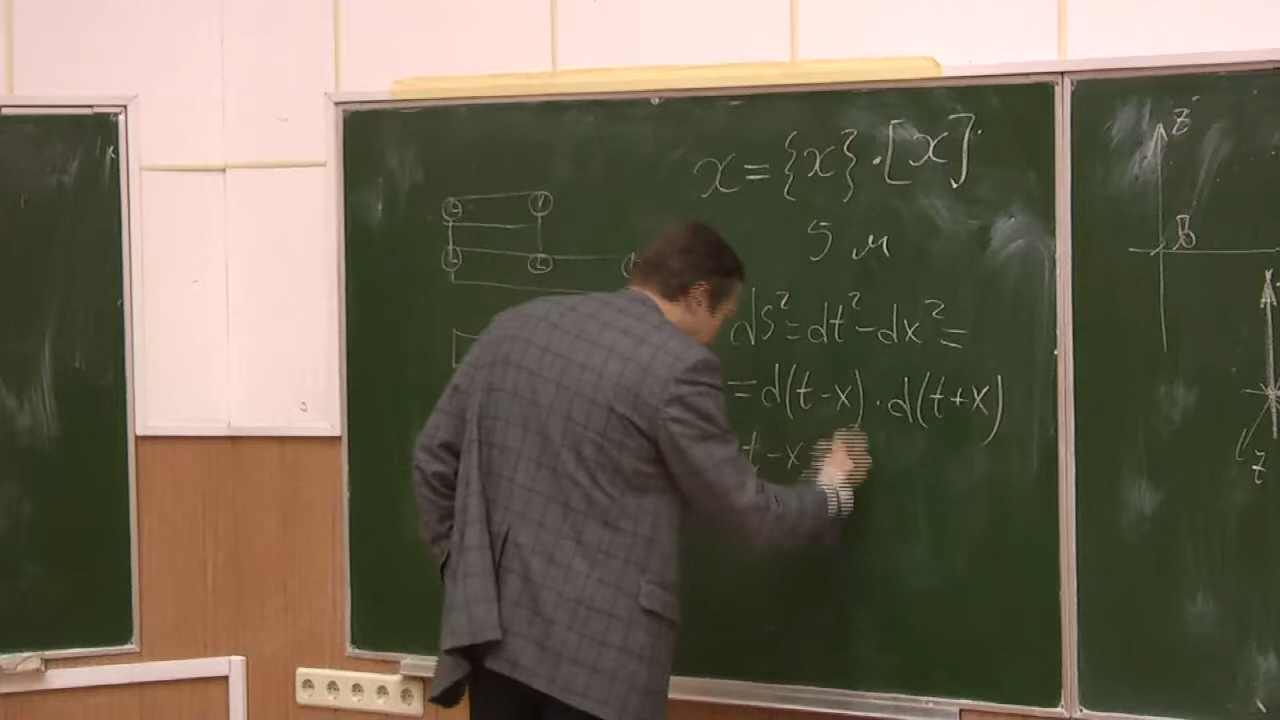 x = {x}·[x]
5 м
ds² = dt² - dx² =
= d(t-x)·d(t+x)
t - x
z
z